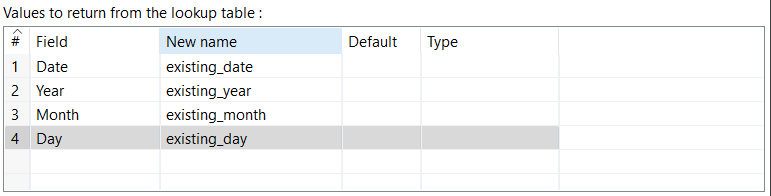 Values to return from the lookup table :
# Field New name Default Type
1 Date existing_date
2 Year existing_year
3 Month existing_month
4 Day existing_day